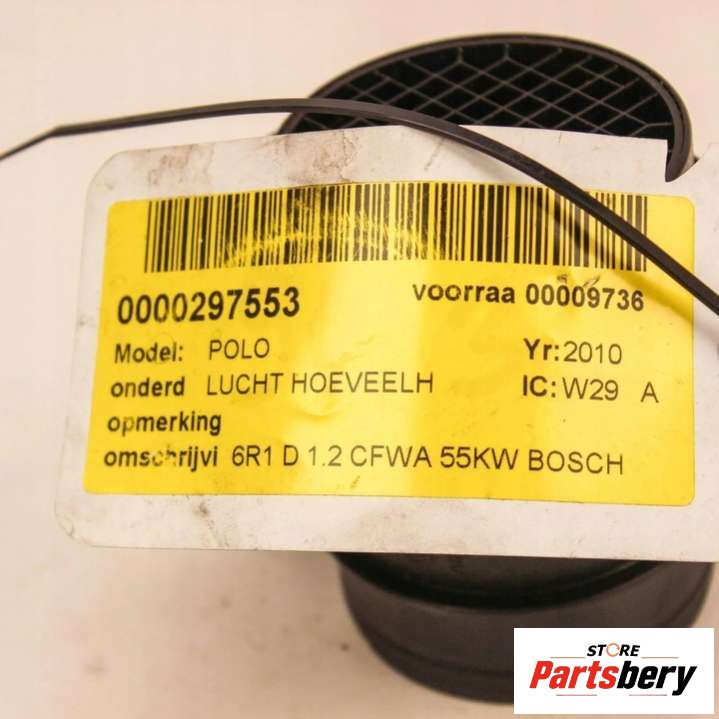 0000297553 voorraa 00009736
Model: POLO Yr:2010
onderd LUCHT HOEVEELH IC: W29 A
opmerking
omschrijvi 6R1 D 1.2 CFWA 55KW BOSCH
STORE
Partsbery